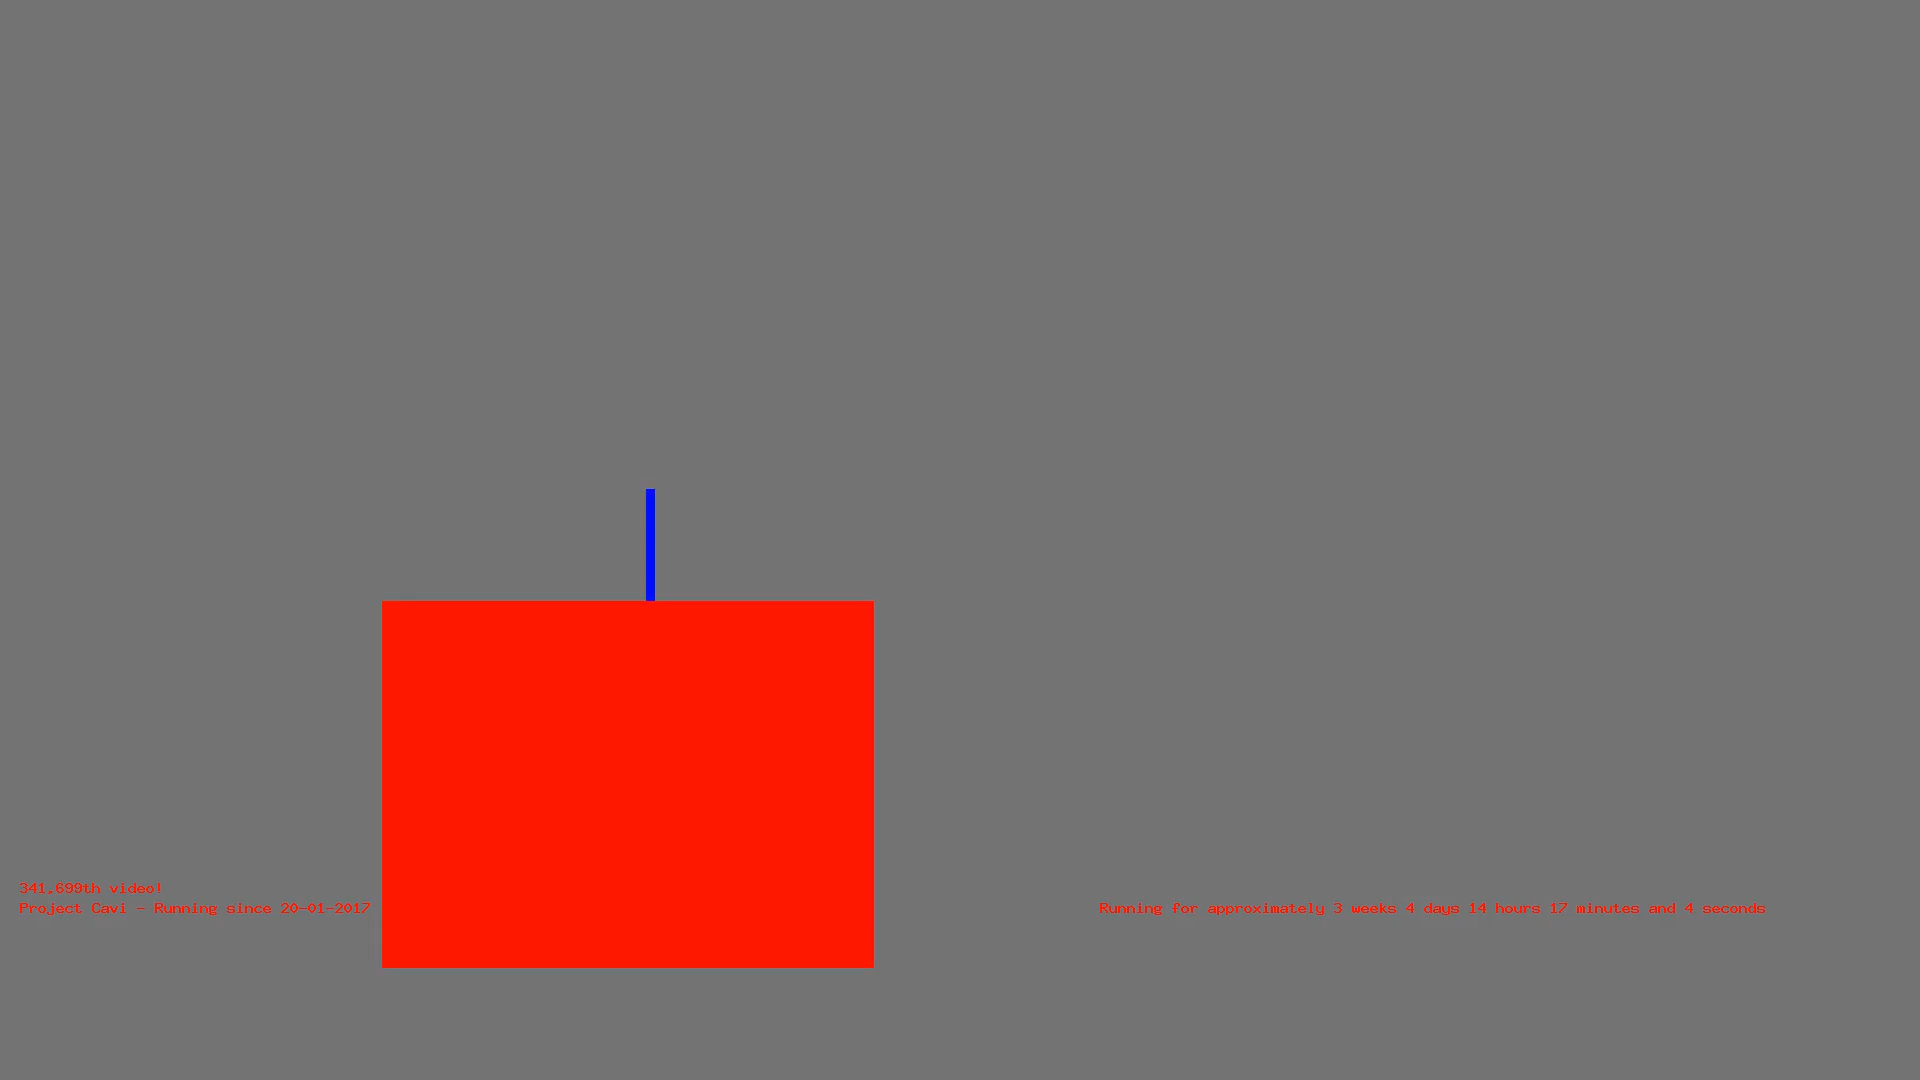 341,699th video!
Project Cavi - Running since 20-01-2017
Running for approximately 3 weeks 4 days 14 hours 17 minutes and 4 seconds